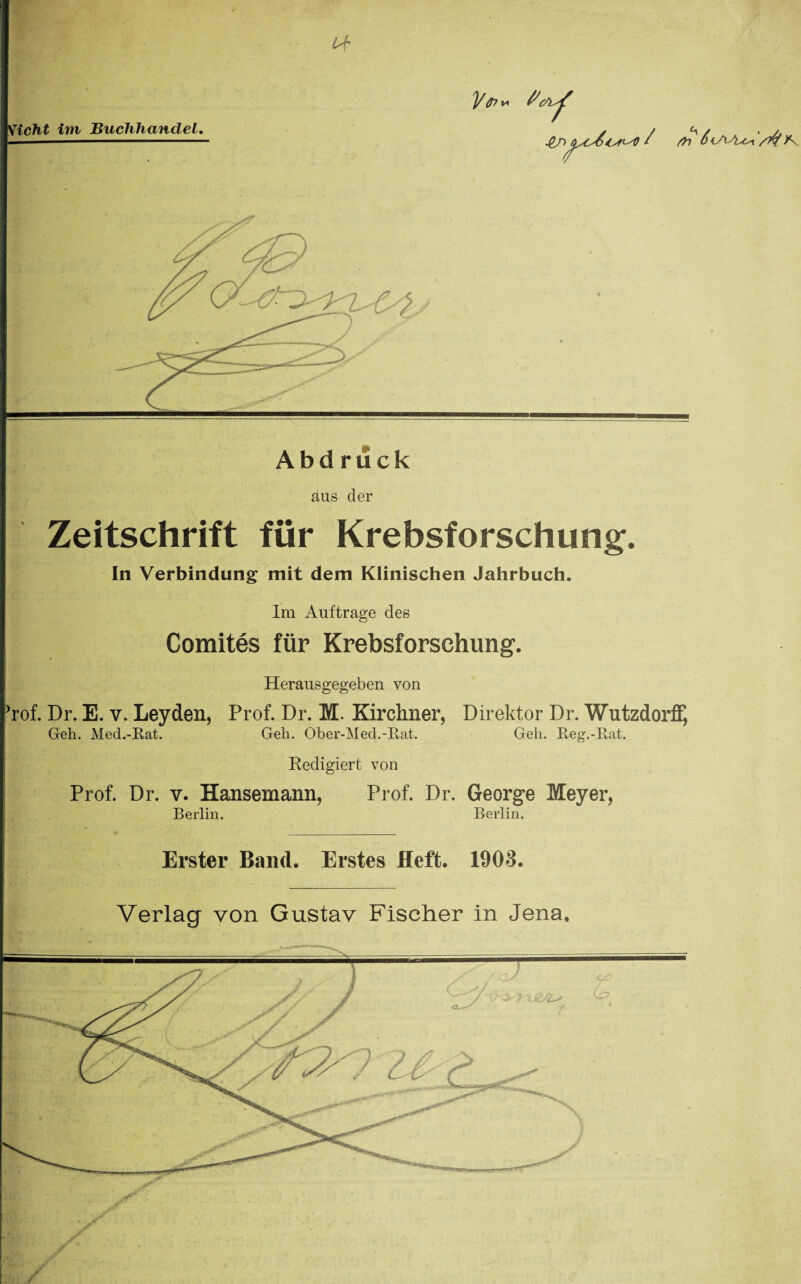 Nicht im Buchhandel.
Von
Abdruck
aus der
Zeitschrift für Krebsforschung.
In Verbindung mit dem Klinischen Jahrbuch.
Im Auftrage des
Comités für Krebsforschung.
Herausgegeben von
Prof. Dr. E. v. Leyden, Prof. Dr. M. Kirchner, Direktor Dr. Wutzdorff,
Geh. Med.-Rat. Geh. Ober-Med.-Rat. Geh. Reg.-Rat.
Redigiert von
Prof. Dr. v. Hansemann, Prof. Dr. George Meyer,
Berlin. Berlin.
Erster Band. Erstes Heft. 1903.
Verlag von Gustav Fischer in Jena.